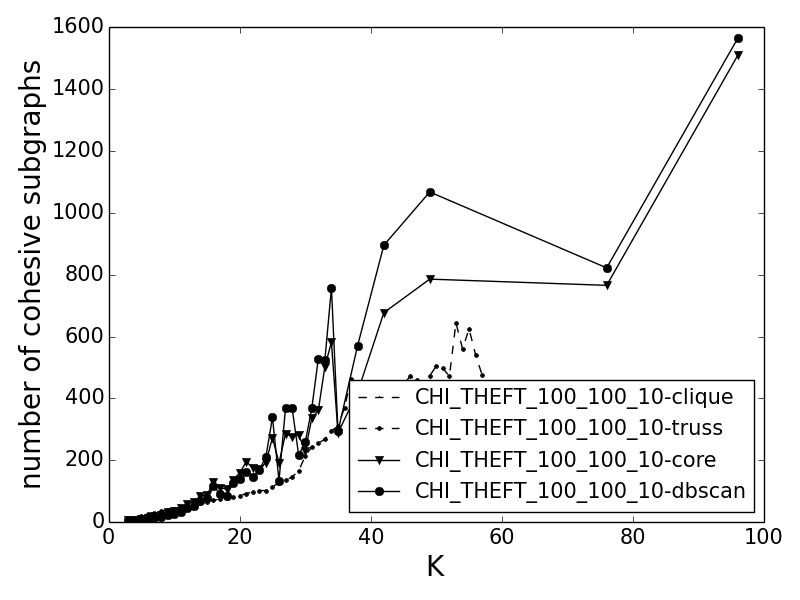 1600
1400
1200
1000
800
600
400
200
0
number of cohesive subgraphs
CHI_THEFT_100_100_10-clique
CHI_THEFT_100_100_10-truss
CHI_THEFT_100_100_10-core
CHI_THEFT_100_100_10-dbscan
0 20 40 60 80 100
K